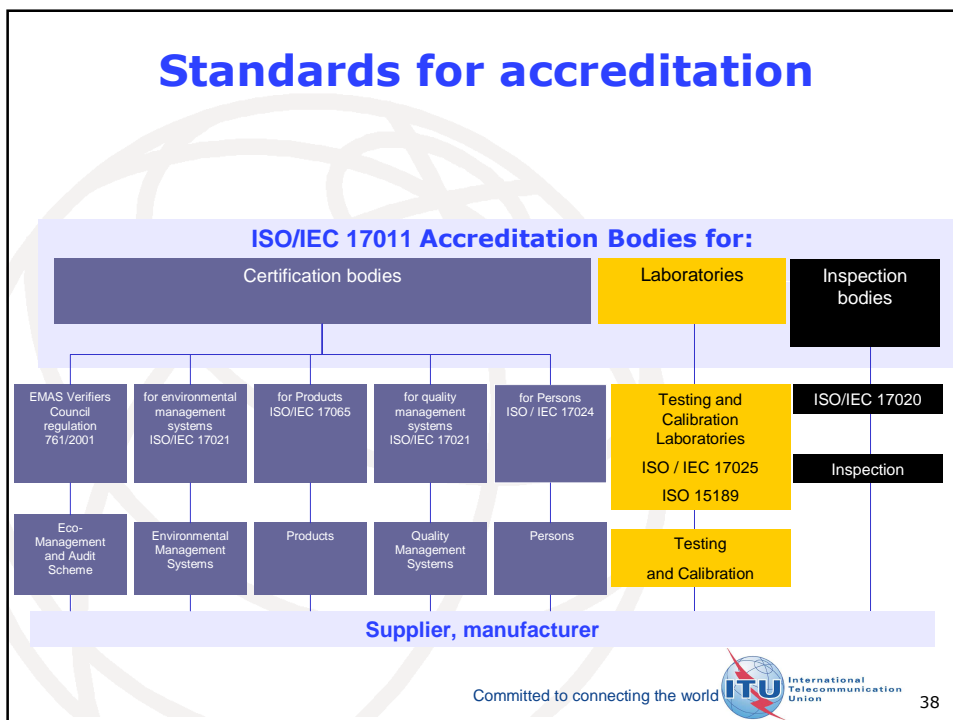 Standards for accreditation
ISO/IEC 17011 Accreditation Bodies for:
Certification bodies
Laboratories
Inspection
bodies
EMAS Verifiers
Council
regulation
761/2001
for environmental
management
systems
ISO/IEC 17021
for Products
ISO/IEC 17065
for quality
management
systems
ISO/IEC 17021
for Persons
ISO / IEC 17024
Testing and
Calibration
Laboratories
ISO / IEC 17025
ISO 15189
ISO/IEC 17020
Inspection
Eco-
Management
and Audit
Scheme
Environmental
Management
Systems
Products
Quality
Management
Systems
Persons
Testing
and Calibration
Supplier, manufacturer
Committed to connecting the world
ITU
International
Telecommunication
Union
38